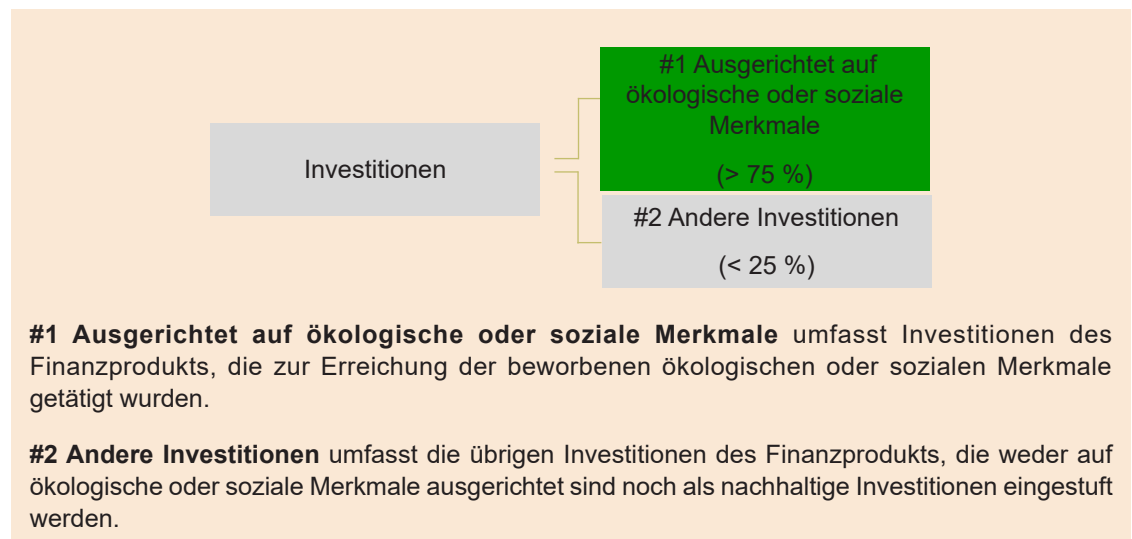 #1 Ausgerichtet auf
ökologische oder soziale
Merkmale
(> 75 %)
Investitionen
#2 Andere Investitionen
(< 25 %)
#1 Ausgerichtet auf ökologische oder soziale Merkmale umfasst Investitionen des
Finanzprodukts, die zur Erreichung der beworbenen ökologischen oder sozialen Merkmale
getätigt wurden.
#2 Andere Investitionen umfasst die übrigen Investitionen des Finanzprodukts, die weder auf
ökologische oder soziale Merkmale ausgerichtet sind noch als nachhaltige Investitionen eingestuft
werden.